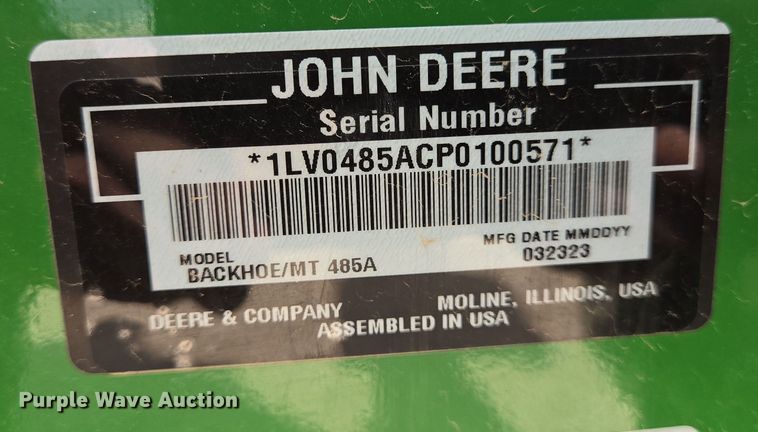 JOHN DEERE
Serial Number
*1LV0485ACP0100571*
MODEL
BACKHOE/MT 485A
MFG DATE MMDDYY
032323
DEERE & COMPANY
MOLINE, ILLINOIS, USA
ASSEMBLED IN USA
Purple Wave Auction